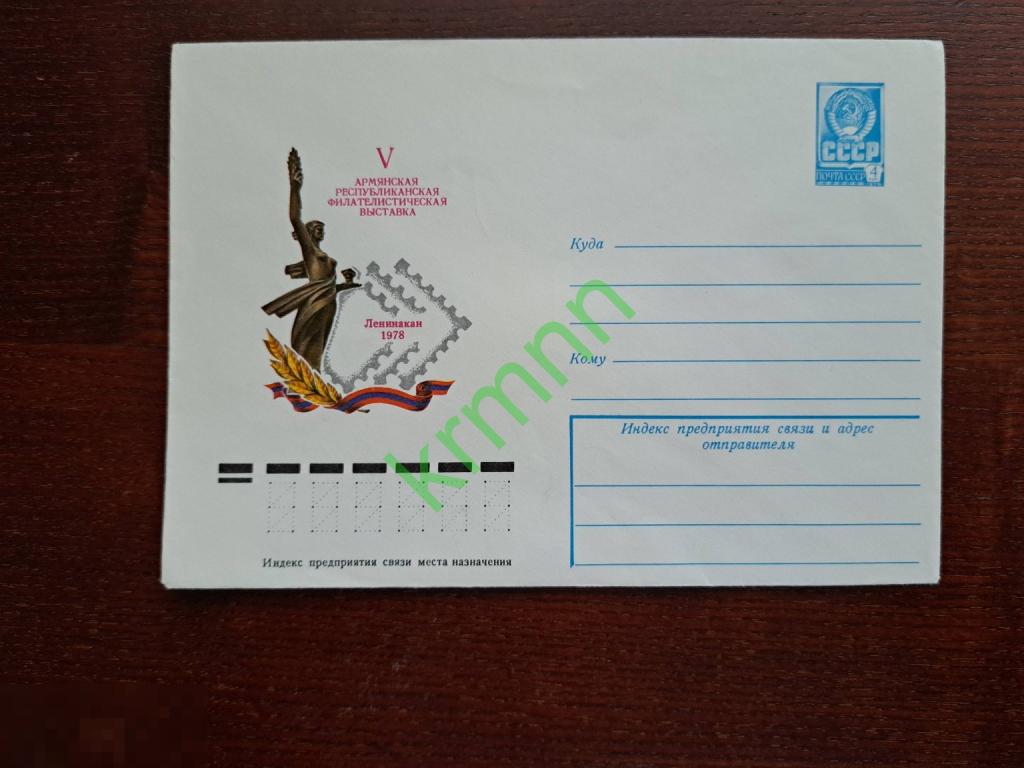 V
АРМЯНСКАЯ
РЕСПУБЛИКАНСКАЯ
ФИЛАТЕЛИСТИЧЕСКАЯ
ВЫСТАВКА
Ленинакан
1978
СССР
ПОЧТА СССР 4
Куда
Кому
Индекс предприятия связи и адрес
отправителя
Индекс предприятия связи места назначения
krmnn